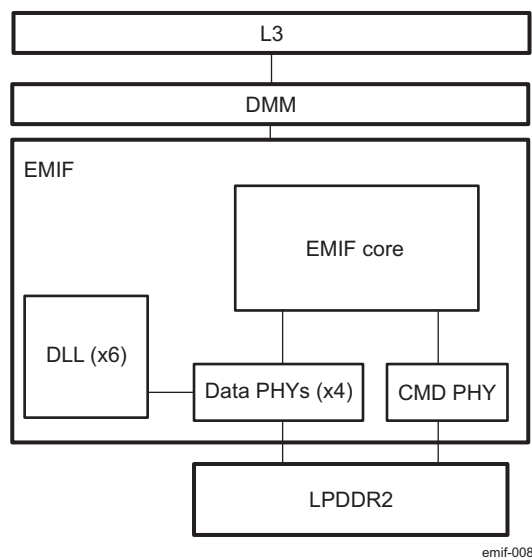 L3
DMM
EMIF
EMIF core
DLL (x6)
Data PHYs (x4)
CMD PHY
LPDDR2
emif-008